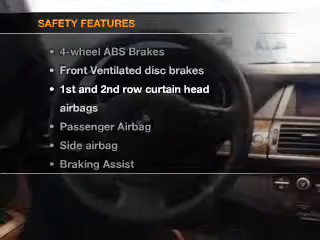 SAFETY FEATURES
• 4-wheel ABS Brakes
• Front Ventilated disc brakes
• 1st and 2nd row curtain head
airbags
• Passenger Airbag
• Side airbag
• Braking Assist